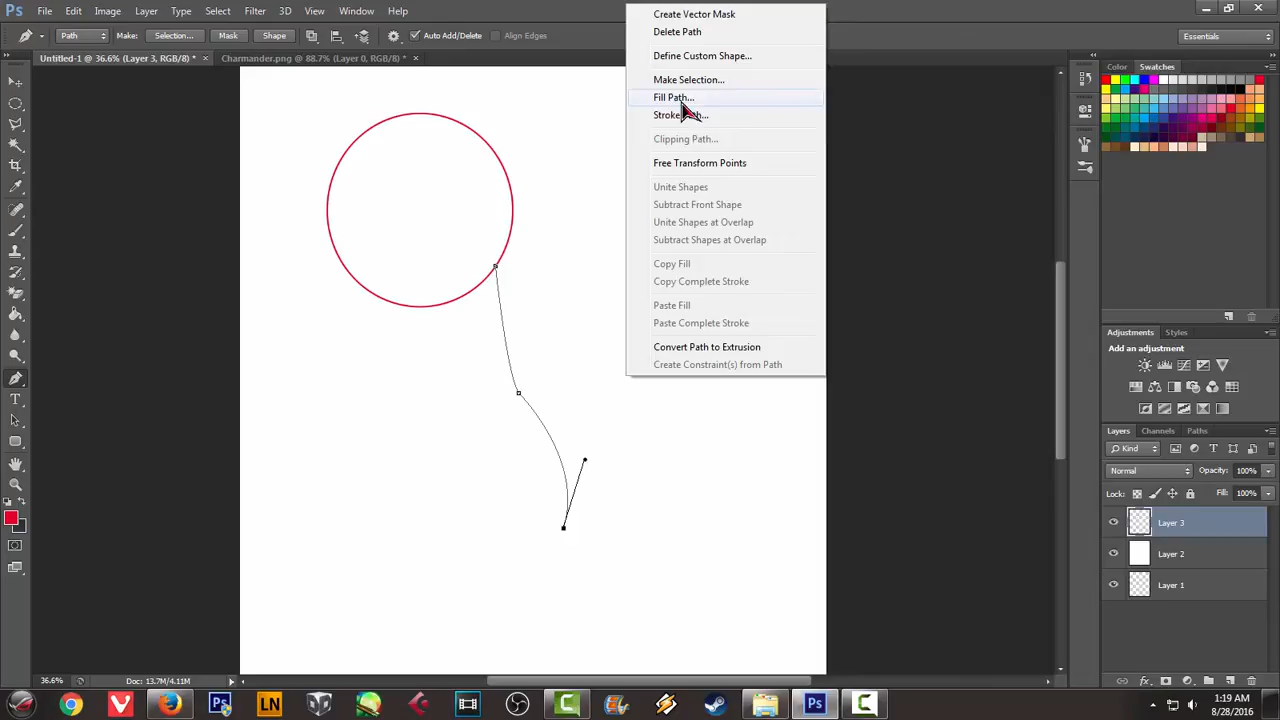 Ps File Edit Image Layer Type Select Filter 3D View Window Help
Path Make: Selection... Mask Shape Auto Add/Delete Align Edges Essentials
Untitled-1 @ 36.6% (Layer 3, RGB/8) * × Charmander.png @ 88.7% (Layer 0, RGB/8) * ×
Create Vector Mask
Delete Path
Define Custom Shape...
Make Selection...
Fill Path...
Clipping Path...
Free Transform Points
Unite Shapes
Subtract Front Shape
Unite Shapes at Overlap
Subtract Shapes at Overlap
Copy Fill
Copy Complete Stroke
Paste Fill
Paste Complete Stroke
Convert Path to Extrusion
Create Constraint(s) from Path
Color Swatches
Adjustments Styles
Add an adjustment
Layers Channels Paths
Kind
Normal Opacity: 100%
Lock: Fill: 100%
Layer 3
Layer 2
Layer 1
36.6% Doc: 13.7M/4.11M
Ps LN Ps
1:19 AM
8/28/2016